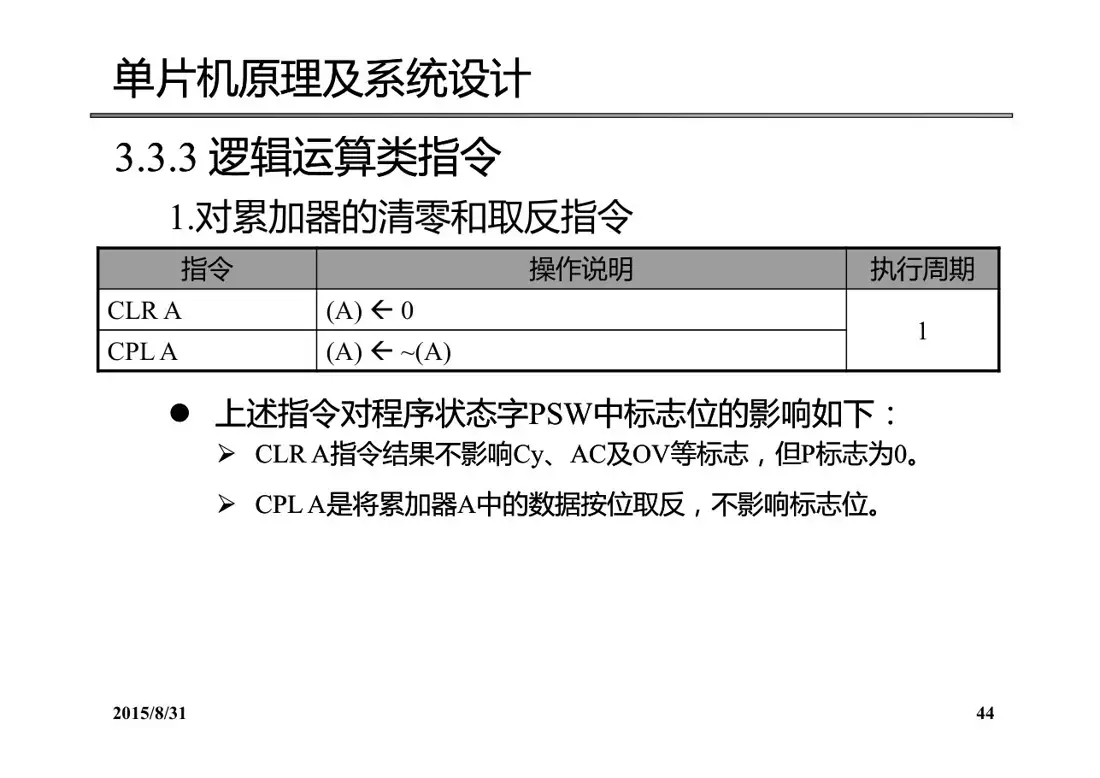 单片机原理及系统设计
3.3.3 逻辑运算类指令
1.对累加器的清零和取反指令
指令 操作说明 执行周期
CLR A (A) ← 0
1
CPL A (A) ← ~(A)
● 上述指令对程序状态字PSW中标志位的影响如下：
➢ CLR A指令结果不影响Cy、AC及OV等标志，但P标志为0。
➢ CPL A是将累加器A中的数据按位取反，不影响标志位。
2015/8/31 44